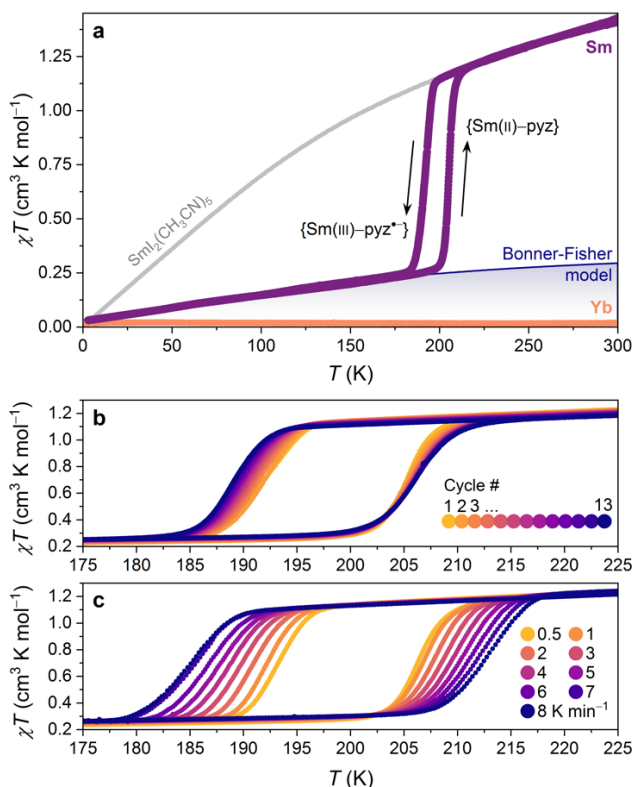 a
χT (cm³ K mol⁻¹)
1.25
1.00
0.75
0.50
0.25
0.00
Sm
SmI₂(CH₃CN)₅
{Sm(II)–pyz}
{Sm(III)–pyz•⁻}
Bonner-Fisher
model
Yb
0 50 100 150 200 250 300
T (K)
b
χT (cm³ K mol⁻¹)
1.2
1.0
0.8
0.6
0.4
0.2
Cycle #
1 2 3 ... 13
175 180 185 190 195 200 205 210 215 220 225
c
χT (cm³ K mol⁻¹)
1.2
1.0
0.8
0.6
0.4
0.2
0.5 1
2 3
4 5
6 7
8 K min⁻¹
175 180 185 190 195 200 205 210 215 220 225
T (K)